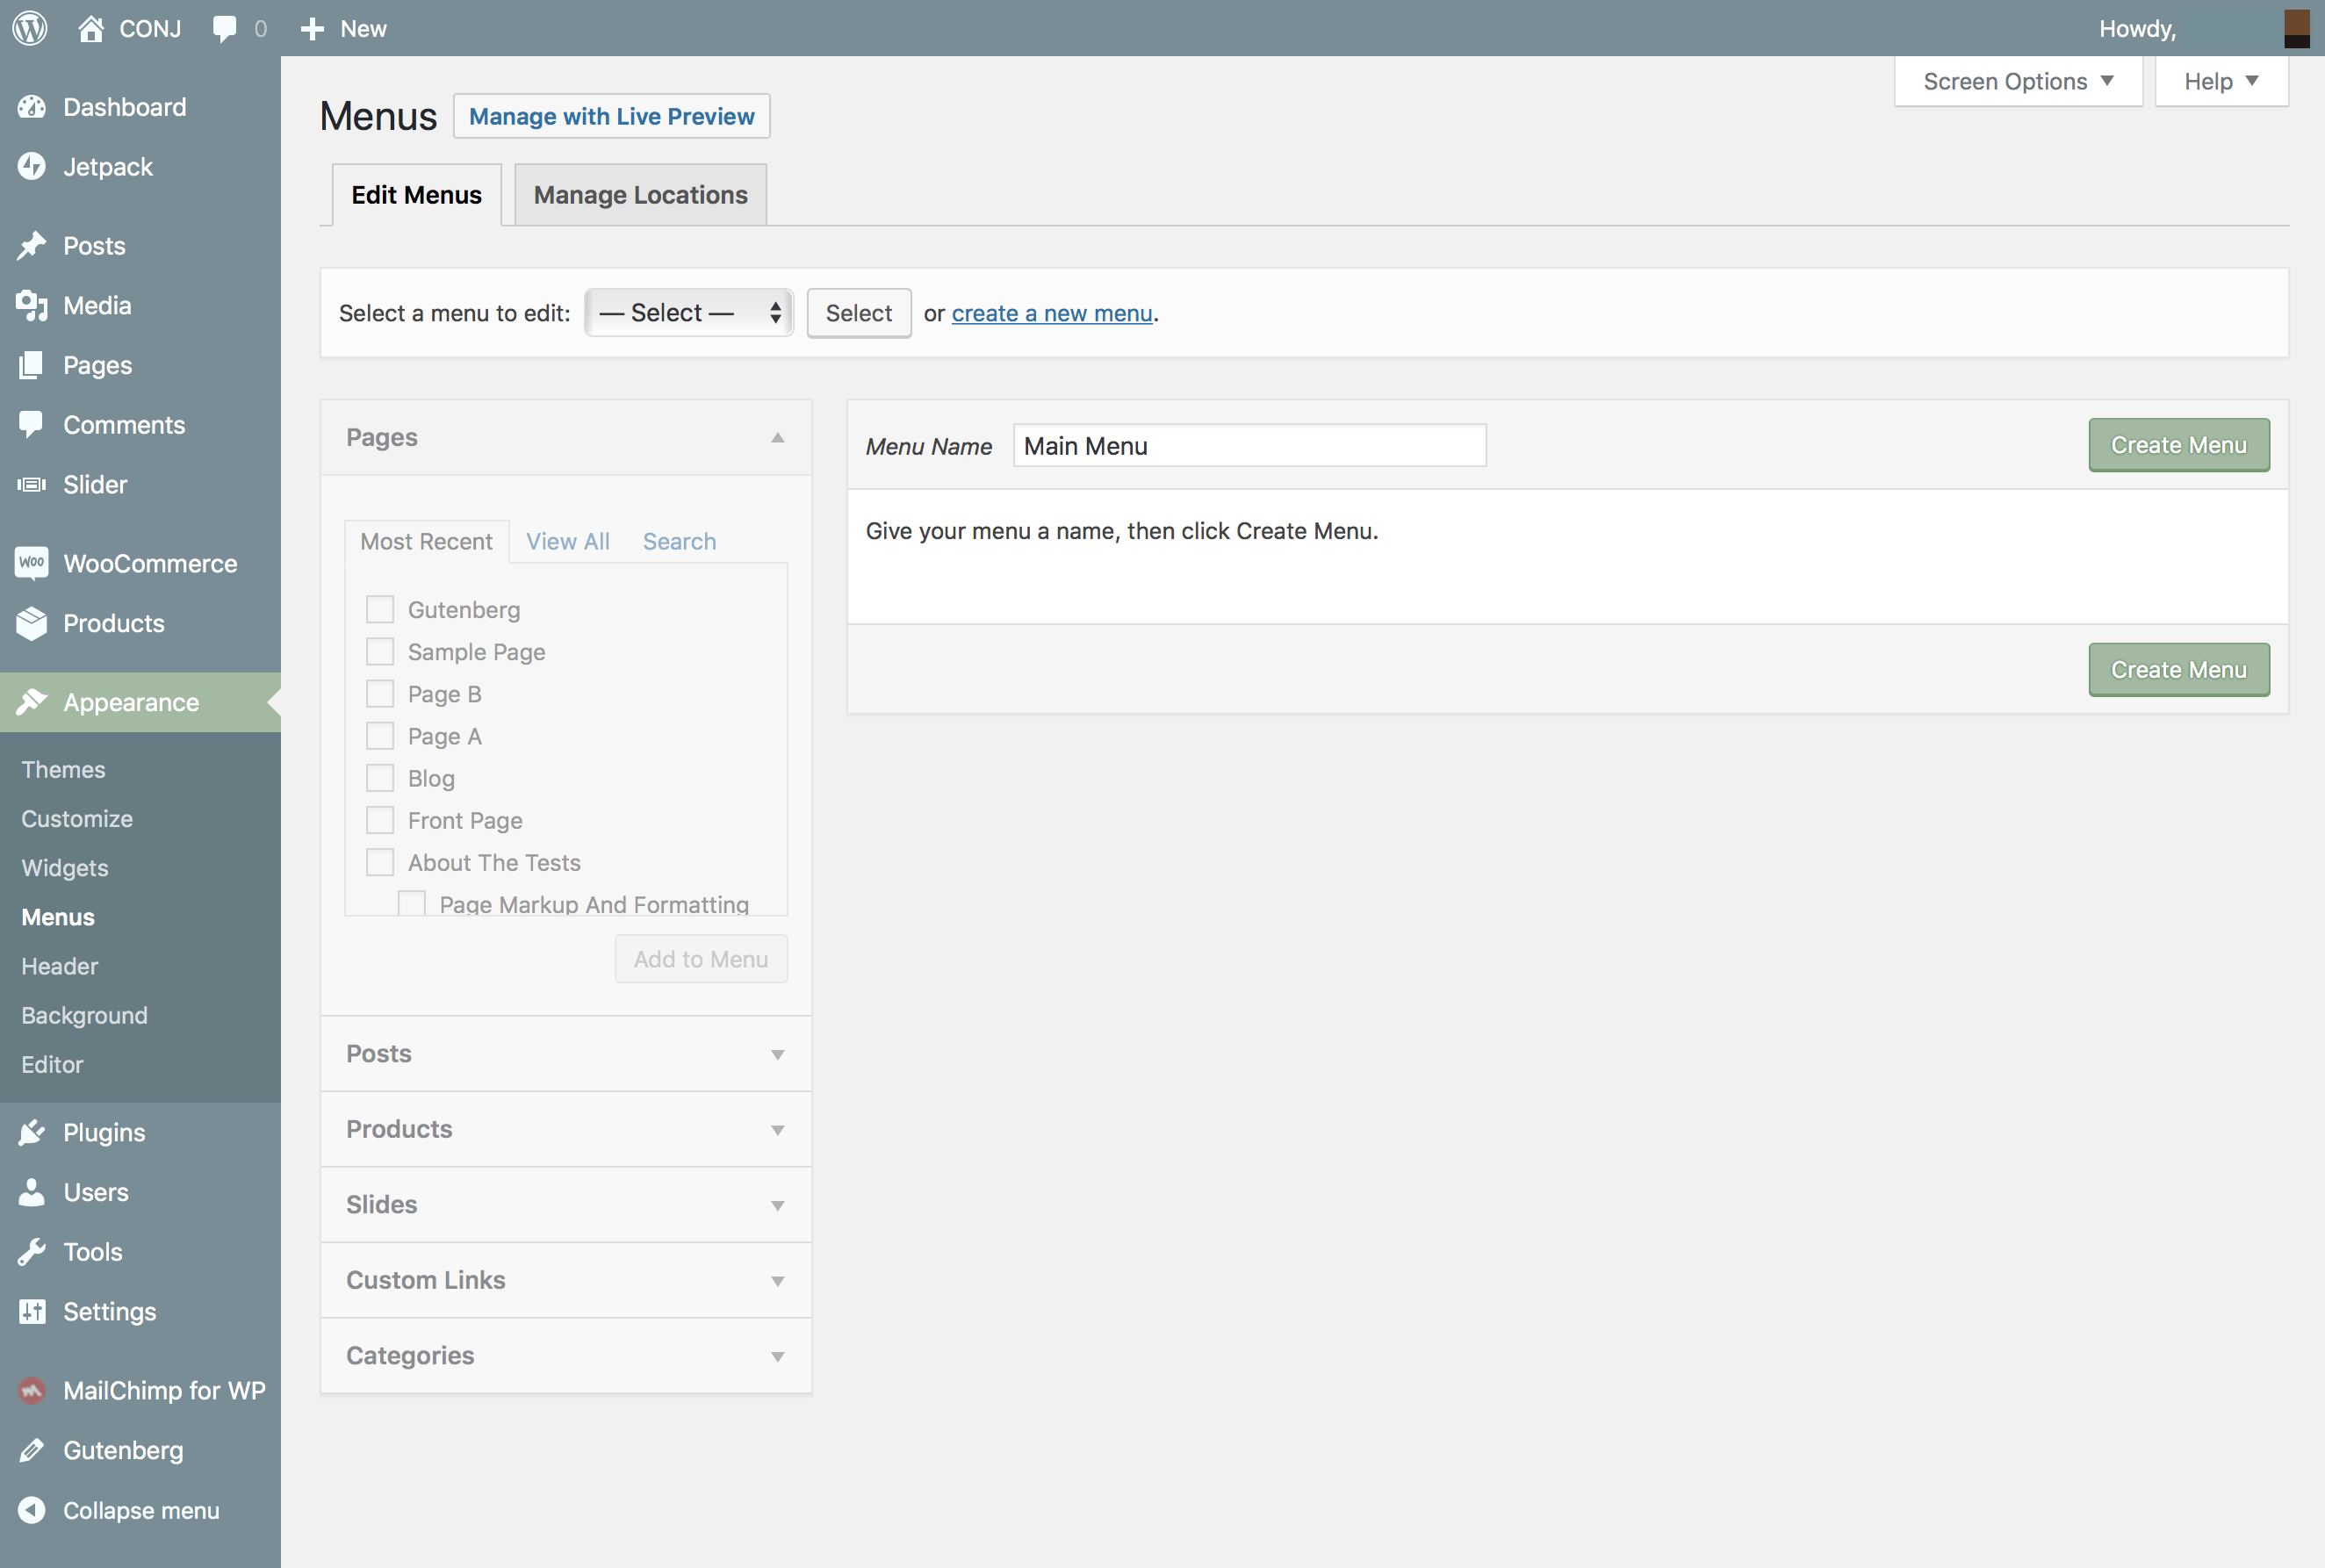 CONJ 0 New Howdy,
Dashboard
Jetpack
Posts
Media
Pages
Comments
Slider
WooCommerce
Products
Appearance
Themes
Customize
Widgets
Menus
Header
Background
Editor
Plugins
Users
Tools
Settings
MailChimp for WP
Gutenberg
Collapse menu
Screen Options Help
Menus Manage with Live Preview
Edit Menus Manage Locations
Select a menu to edit: — Select — Select or create a new menu.
Pages
Most Recent View All Search
Gutenberg
Sample Page
Page B
Page A
Blog
Front Page
About The Tests
Page Markup And Formatting
Add to Menu
Posts
Products
Slides
Custom Links
Categories
Menu Name Main Menu Create Menu
Give your menu a name, then click Create Menu.
Create Menu